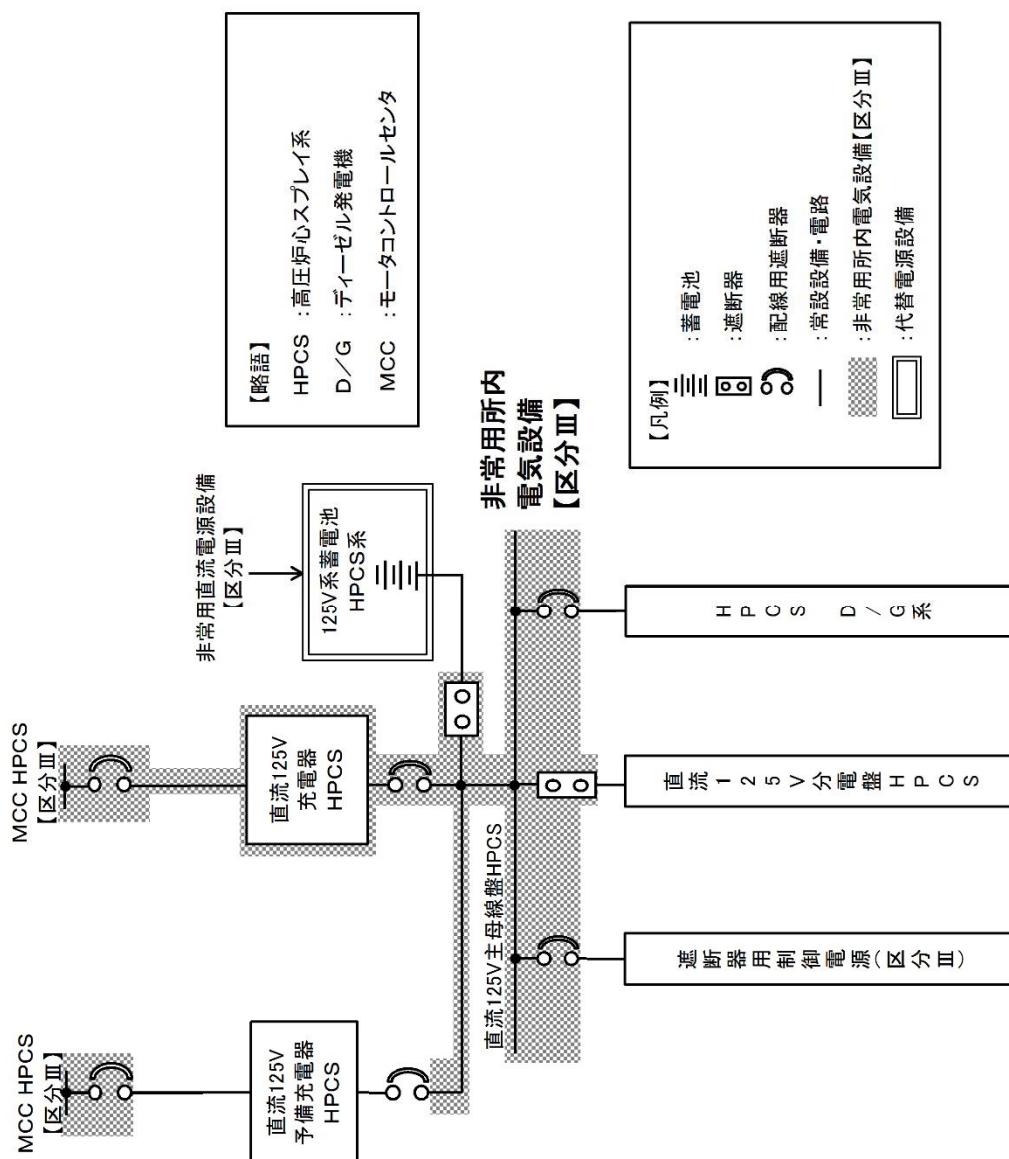 MCC HPCS
【区分Ⅲ】
MCC HPCS
【区分Ⅲ】
非常用直流電源設備
【区分Ⅲ】
直流125V
予備充電器
HPCS
直流125V
充電器
HPCS
125V系蓄電池
HPCS系
直流125V主母線盤HPCS
非常用所内
電気設備
【区分Ⅲ】
遮断器用制御電源(区分Ⅲ)
直流125V分電盤HPCS
HPCS D/G系
【略語】
HPCS :高圧炉心スプレイ系
D/G :ディーゼル発電機
MCC :モータコントロールセンタ
【凡例】
:蓄電池
:遮断器
:配線用遮断器
:常設設備・電路
:非常用所内電気設備【区分Ⅲ】
:代替電源設備